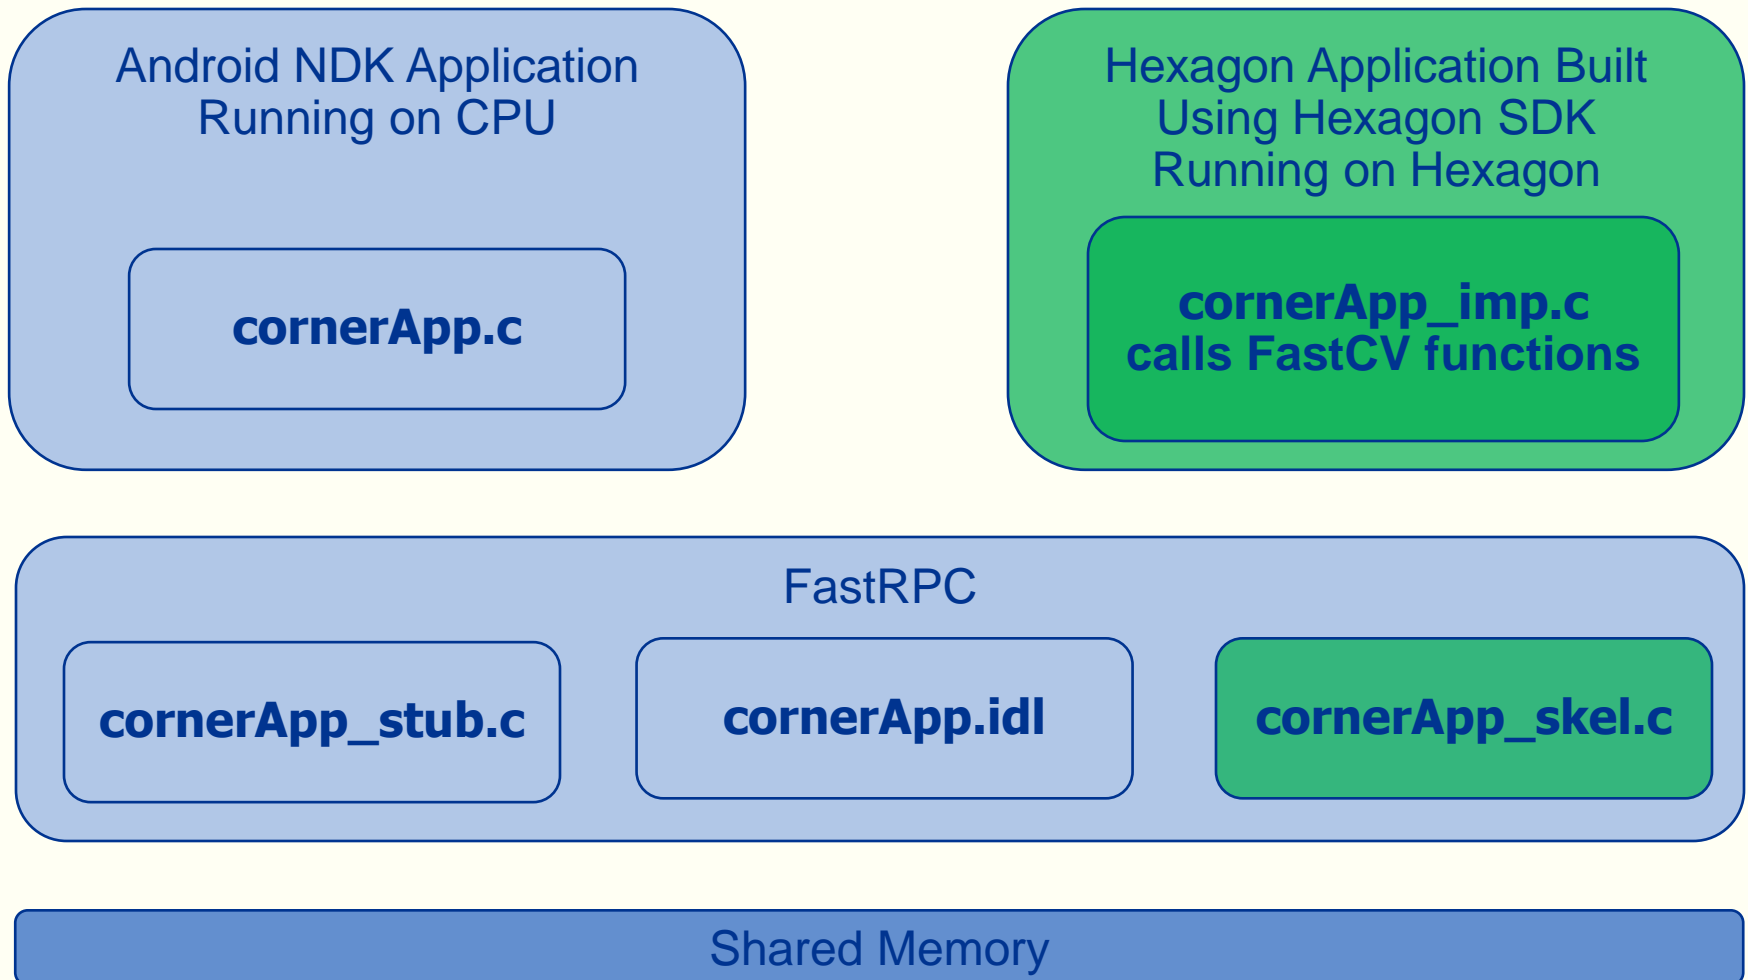 Android NDK Application
Running on CPU
cornerApp.c
Hexagon Application Built
Using Hexagon SDK
Running on Hexagon
cornerApp_imp.c
calls FastCV functions
FastRPC
cornerApp_stub.c
cornerApp.idl
cornerApp_skel.c
Shared Memory